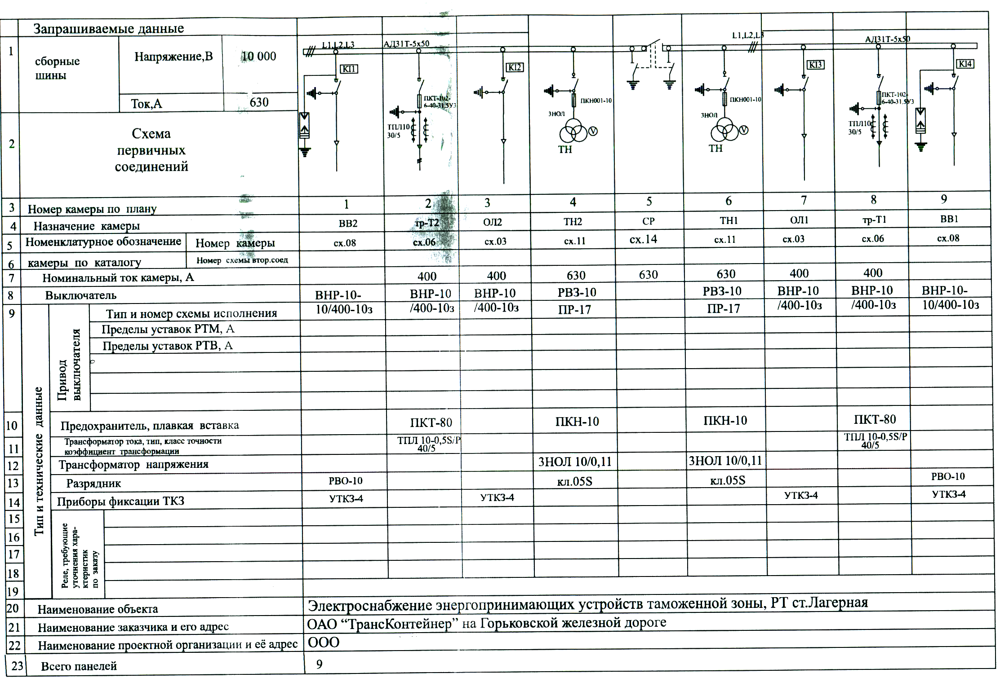 Запрашиваемые данные
1
сборные
шины
Напряжение,В
10 000
Ток,А
630
L1,L2,L3
АД31Т-5х50
L1,L2,L3
АД31Т-5х50
КI1
КI2
КI3
КI4
ПКТ-102-
6-40-31,5У3
ТПЛ10
30/5
ПКН001-10
ЗНОЛ
V
ТН
ПКН001-10
ЗНОЛ
V
ТН
ПКТ-102-
6-40-31,5У3
ТПЛ10
30/5
2
Схема
первичных
соединений
3 Номер камеры по плану 1 2 3 4 5 6 7 8 9
4 Назначение камеры ВВ2 тр-Т2 ОЛ2 ТН2 СР ТН1 ОЛ1 тр-Т1 ВВ1
5 Номенклатурное обозначение Номер камеры сх.08 сх.06 сх.03 сх.11 сх.14 сх.11 сх.03 сх.06 сх.08
6 камеры по каталогу Номер схемы втор.соед
7 Номинальный ток камеры, А 400 400 630 630 630 400 400
8 Выключатель ВНР-10- ВНР-10 ВНР-10 РВЗ-10 РВЗ-10 ВНР-10 ВНР-10 ВНР-10-
9 Тип и номер схемы исполнения 10/400-10з /400-10з /400-10з ПР-17 ПР-17 /400-10з /400-10з 10/400-10з
Пределы уставок РТМ, А
Пределы уставок РТВ, А
Привод
выключателя
Тип и технические данные
10 Предохранитель, плавкая вставка ПКТ-80 ПКН-10 ПКН-10 ПКТ-80
11 Трансформатор тока, тип, класс точности
коэффициент трансформации
ТПЛ 10-0,5S/P
40/5
ТПЛ 10-0,5S/P
40/5
12 Трансформатор напряжения ЗНОЛ 10/0,11 ЗНОЛ 10/0,11
13 Разрядник РВО-10 кл.05S кл.05S РВО-10
14 Приборы фиксации ТКЗ УТКЗ-4 УТКЗ-4 УТКЗ-4 УТКЗ-4
15
16
17
18
19
Реле, требующие
уточнения хара-
ктеристик
по заказу
20 Наименование объекта Электроснабжение энергопринимающих устройств таможенной зоны, РТ ст.Лагерная
21 Наименование заказчика и его адрес ОАО “ТрансКонтейнер” на Горьковской железной дороге
22 Наименование проектной организации и её адрес ООО
23 Всего панелей 9